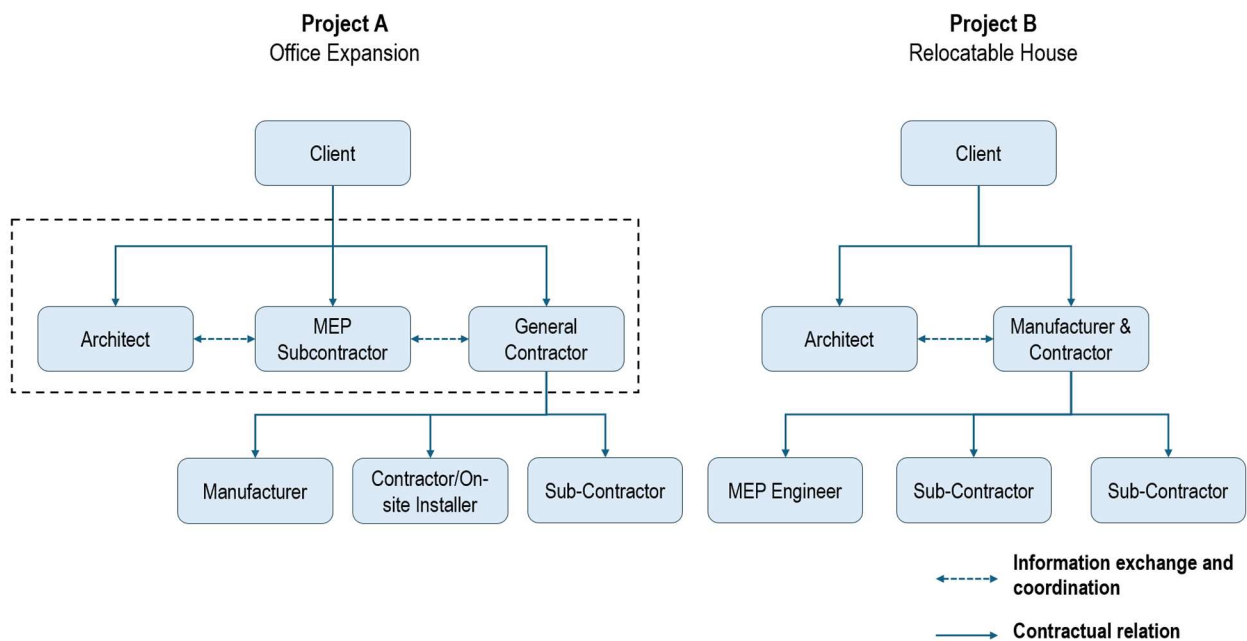 Project A
Office Expansion
Project B
Relocatable House
Client
Client
Architect
MEP
Subcontractor
General
Contractor
Architect
Manufacturer &
Contractor
Manufacturer
Contractor/On-
site Installer
Sub-Contractor
MEP Engineer
Sub-Contractor
Sub-Contractor
Information exchange and
coordination
Contractual relation